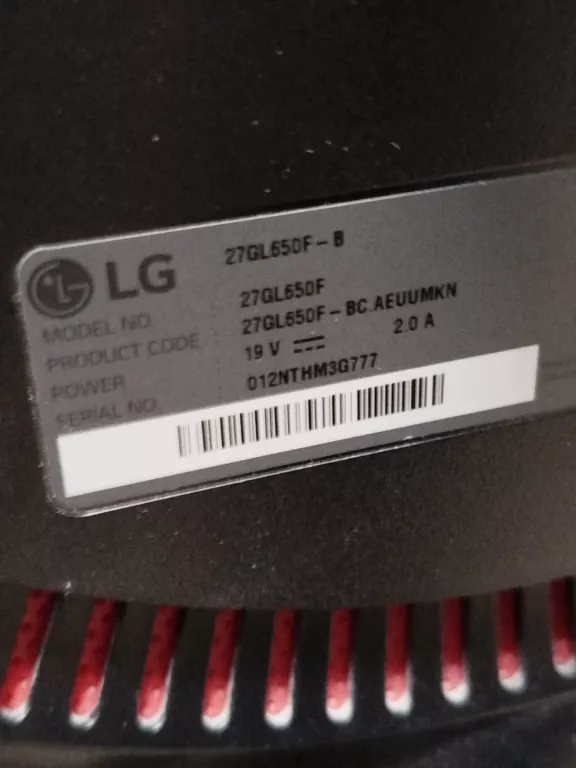 LG
27GL650F-B
MODEL NO. 27GL650F
PRODUCT CODE 27GL650F-BC.AEUUMKN
POWER 19 V ⎓ 2.0 A
SERIAL NO. 012NTHM3G777